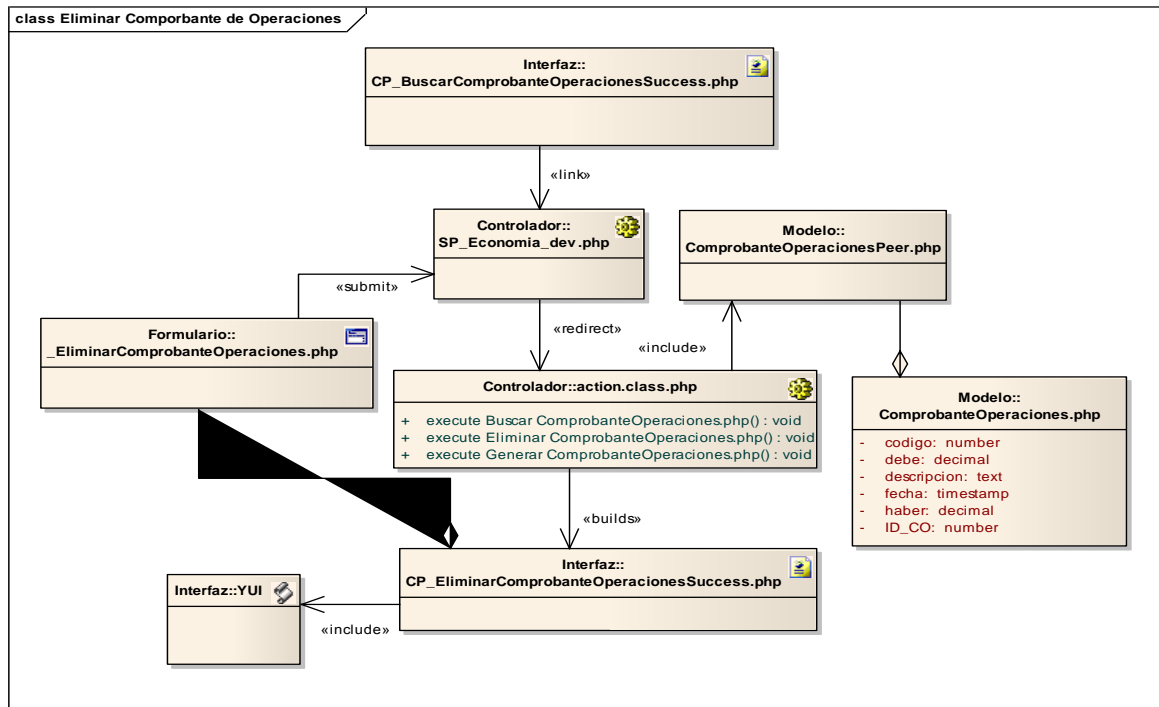 class Eliminar Comporbante de Operaciones
Interfaz::
CP_BuscarComprobanteOperacionesSuccess.php
«link»
Controlador::
SP_Economia_dev.php
Modelo::
ComprobanteOperacionesPeer.php
«submit»
Formulario::
_EliminarComprobanteOperaciones.php
«redirect»
«include»
Controlador::action.class.php
+ execute Buscar ComprobanteOperaciones.php() : void
+ execute Eliminar ComprobanteOperaciones.php() : void
+ execute Generar ComprobanteOperaciones.php() : void
Modelo::
ComprobanteOperaciones.php
- codigo: number
- debe: decimal
- descripcion: text
- fecha: timestamp
- haber: decimal
- ID_CO: number
«builds»
Interfaz::
CP_EliminarComprobanteOperacionesSuccess.php
Interfaz::YUI
«include»